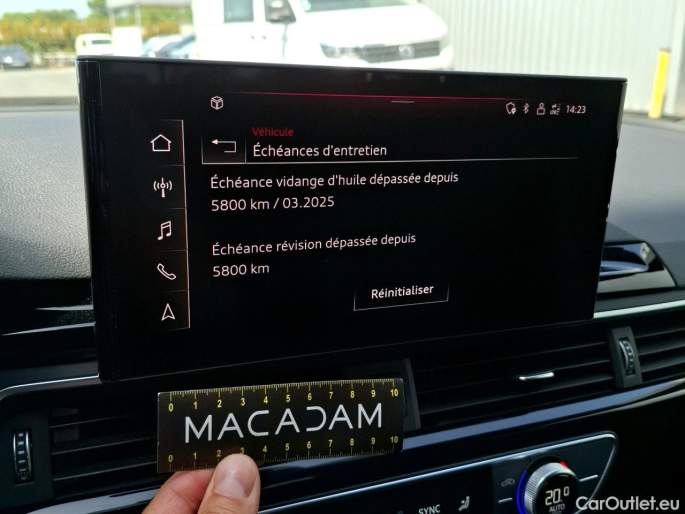 14:23
Véhicule
Échéances d'entretien
Échéance vidange d'huile dépassée depuis
5800 km / 03.2025
Échéance révision dépassée depuis
5800 km
Réinitialiser
0 1 2 3 4 5 6 7 8 9 10
MACADAM
0 1 2 3 4 5 6 7 8 9 10
SYNC
20.0
AUTO
CarOutlet.eu